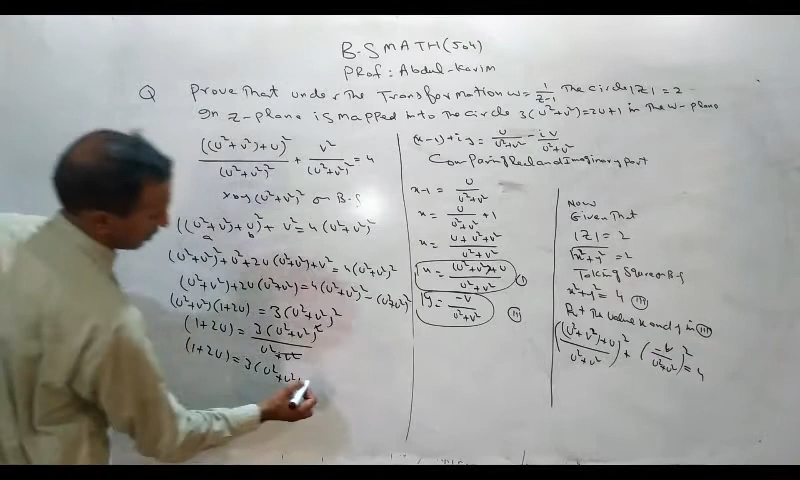 B.S MATH (504)
Prof: Abdul-Karim
Q Prove That under The Transformation w = 1/(z-1) The circle |z| = 2
In z-plane is mapped into the circle 3(u²+v²)=2u+1 in the w-plane
(x-1)+iy = u/(u²+v²) - iv/(u²+v²)
Comparing Real and Imaginary Part
x-1 = u/(u²+v²)
x = u/(u²+v²) + 1
x = (u+u²+v²)/(u²+v²)
x = ((u²+v²)+u)/(u²+v²) (I)
y = -v/(u²+v²) (II)
Now
Given That
|z| = 2
√(x²+y²) = 2
Taking Square on B.s
x²+y² = 4 (III)
Put the value x and y in (III)
(((u²+v²)+u)/(u²+v²))² + (-v/(u²+v²))² = 4
((u²+v²)+u)²/(u²+v²)² + v²/(u²+v²)² = 4
x by (u²+v²)² on B.s
((u²+v²)+u)² + v² = 4(u²+v²)²
a b
(u²+v²)²+u²+2u(u²+v²)+v² = 4(u²+v²)²
(u²+v²)+2u(u²+v²) = 4(u²+v²)² - (u²+v²)²
(u²+v²)(1+2u) = 3(u²+v²)²
(1+2u) = 3(u²+v²)²/(u²+v²)
(1+2u) = 3(u²+v²)